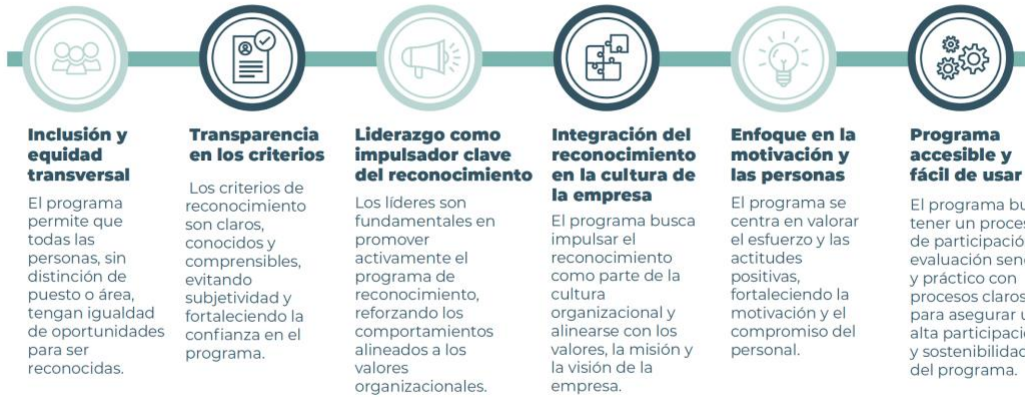 Inclusión y
equidad
transversal
El programa
permite que
todas las
personas, sin
distinción de
puesto o área,
tengan igualdad
de oportunidades
para ser
reconocidas.
Transparencia
en los criterios
Los criterios de
reconocimiento
son claros,
conocidos y
comprensibles,
evitando
subjetividad y
fortaleciendo la
confianza en el
programa.
Liderazgo como
impulsador clave
del reconocimiento
Los líderes son
fundamentales en
promover
activamente el
programa de
reconocimiento,
reforzando los
comportamientos
alineados a los
valores
organizacionales.
Integración del
reconocimiento
en la cultura de
la empresa
El programa busca
impulsar el
reconocimiento
como parte de la
cultura
organizacional y
alinearse con los
valores, la misión y
la visión de la
empresa.
Enfoque en la
motivación y
las personas
El programa se
centra en valorar
el esfuerzo y las
actitudes
positivas,
fortaleciendo la
motivación y el
compromiso del
personal.
Programa
accesible y
fácil de usar
El programa
tener un
de
evaluación
y práctico con
procesos claros
para asegurar
alta
y sostenibilidad
del programa.